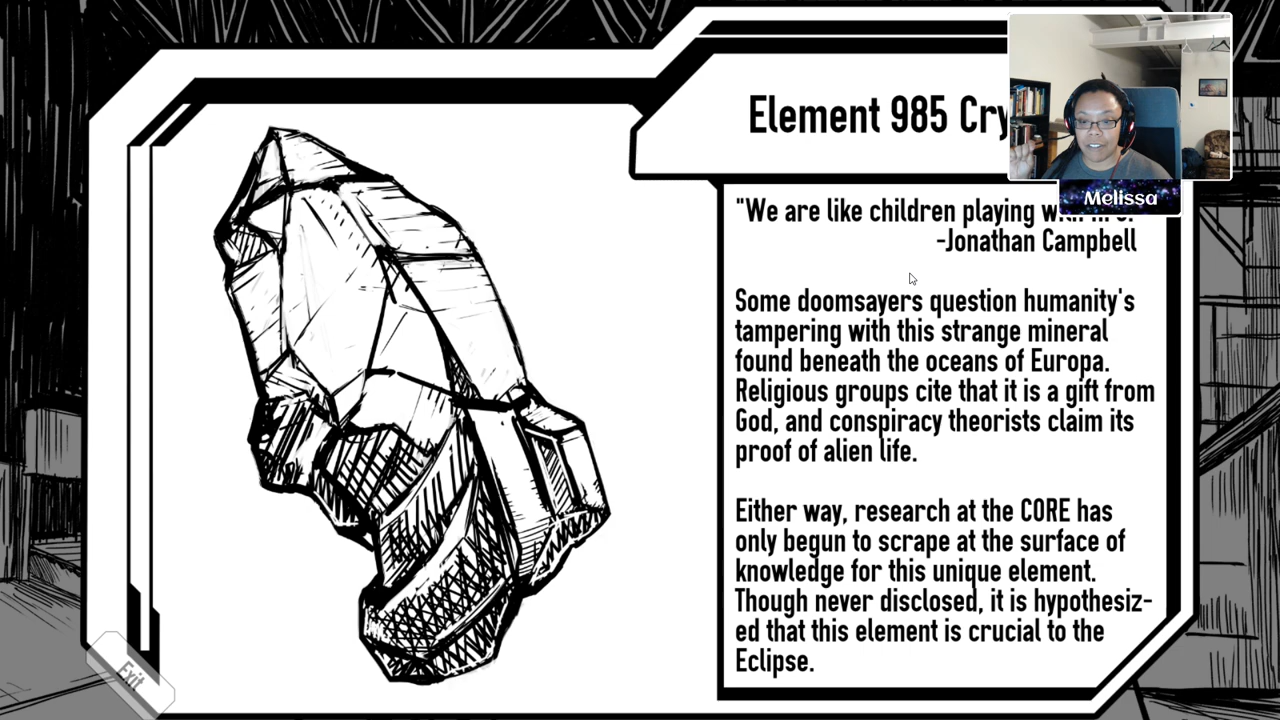 Element 985
Melissa
"We are like children playing
-Jonathan Campbell
Some doomsayers question humanity's
tampering with this strange mineral
found beneath the oceans of Europa.
Religious groups cite that it is a gift from
God, and conspiracy theorists claim its
proof of alien life.
Either way, research at the CORE has
only begun to scrape at the surface of
knowledge for this unique element.
Though never disclosed, it is hypothesiz-
ed that this element is crucial to the
Eclipse.
Exit